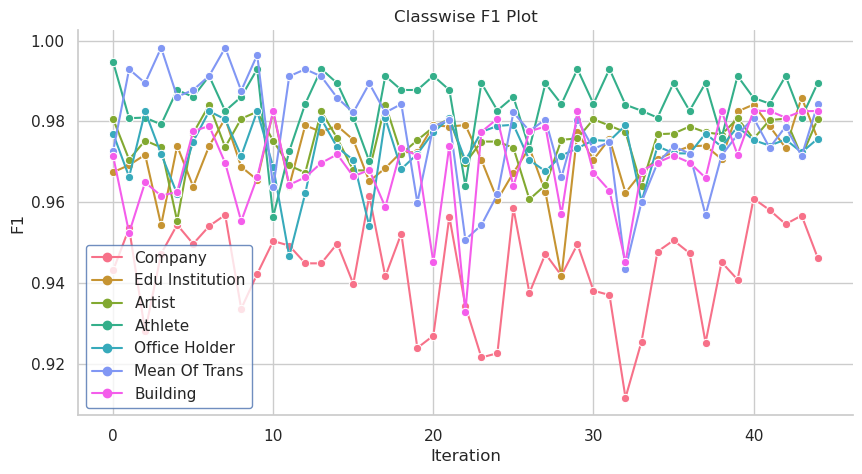 Classwise F1 Plot
1.00
0.98
0.96
0.94
0.92
F1
Company
Edu Institution
Artist
Athlete
Office Holder
Mean Of Trans
Building
0
10
20
30
40
Iteration